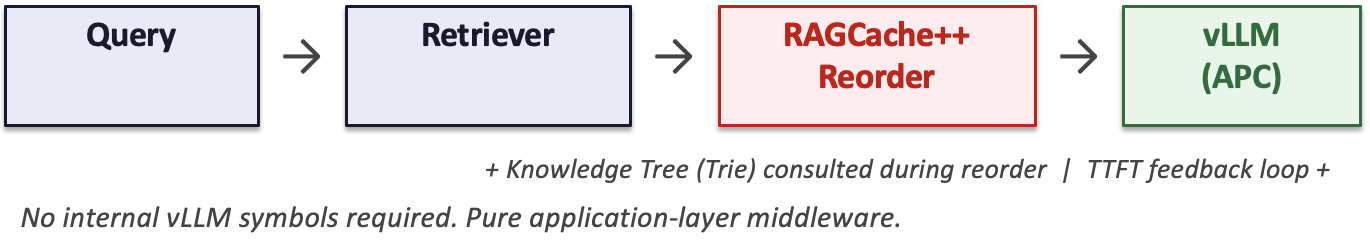 Query → Retriever → RAGCache++ → vLLM
Reorder (APC)
+ Knowledge Tree (Trie) consulted during reorder | TTFT feedback loop +
No internal vLLM symbols required. Pure application-layer middleware.